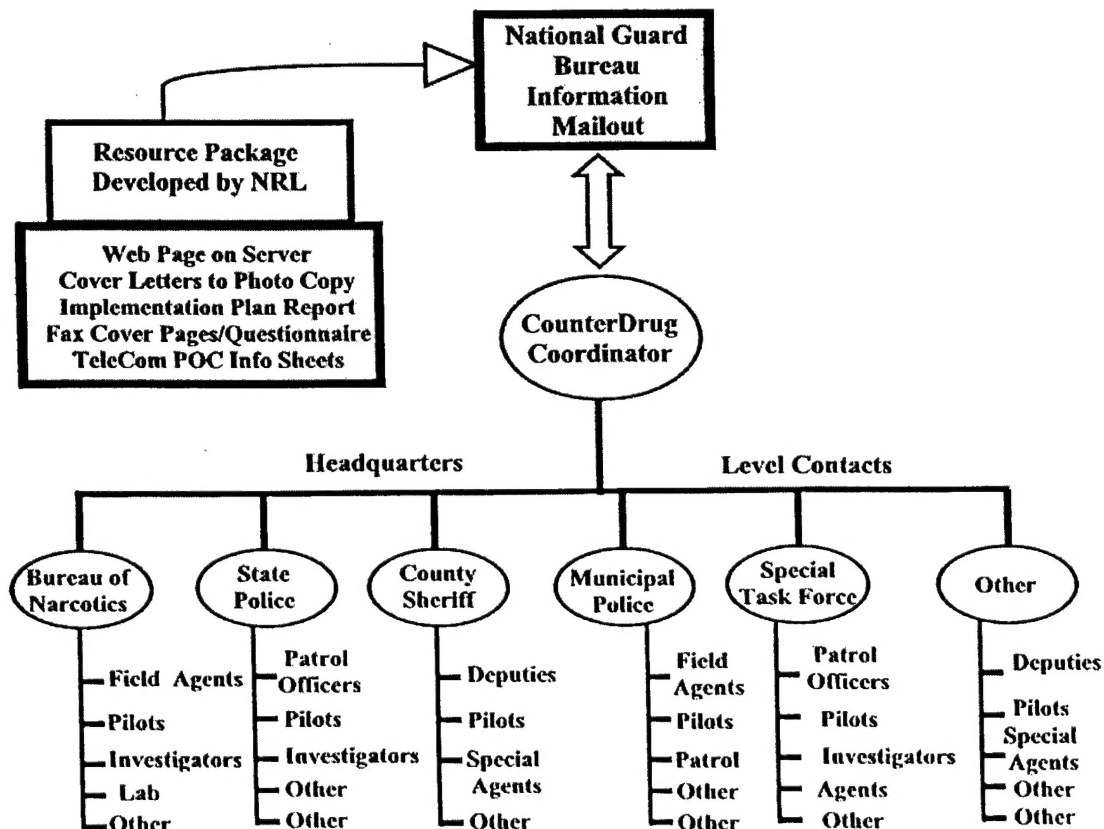 National Guard
Bureau
Information
Mailout
Resource Package
Developed by NRL
Web Page on Server
Cover Letters to Photo Copy
Implementation Plan Report
Fax Cover Pages/Questionnaire
TeleCom POC Info Sheets
CounterDrug
Coordinator
Headquarters
Level Contacts
Bureau of
Narcotics
Field Agents
Pilots
Investigators
Lab
Other
State
Police
Patrol
Officers
Pilots
Investigators
Other
Other
County
Sheriff
Deputies
Pilots
Special
Agents
Other
Municipal
Police
Field
Agents
Pilots
Patrol
Other
Other
Special
Task Force
Patrol
Officers
Pilots
Investigators
Agents
Other
Other
Deputies
Pilots
Special
Agents
Other
Other